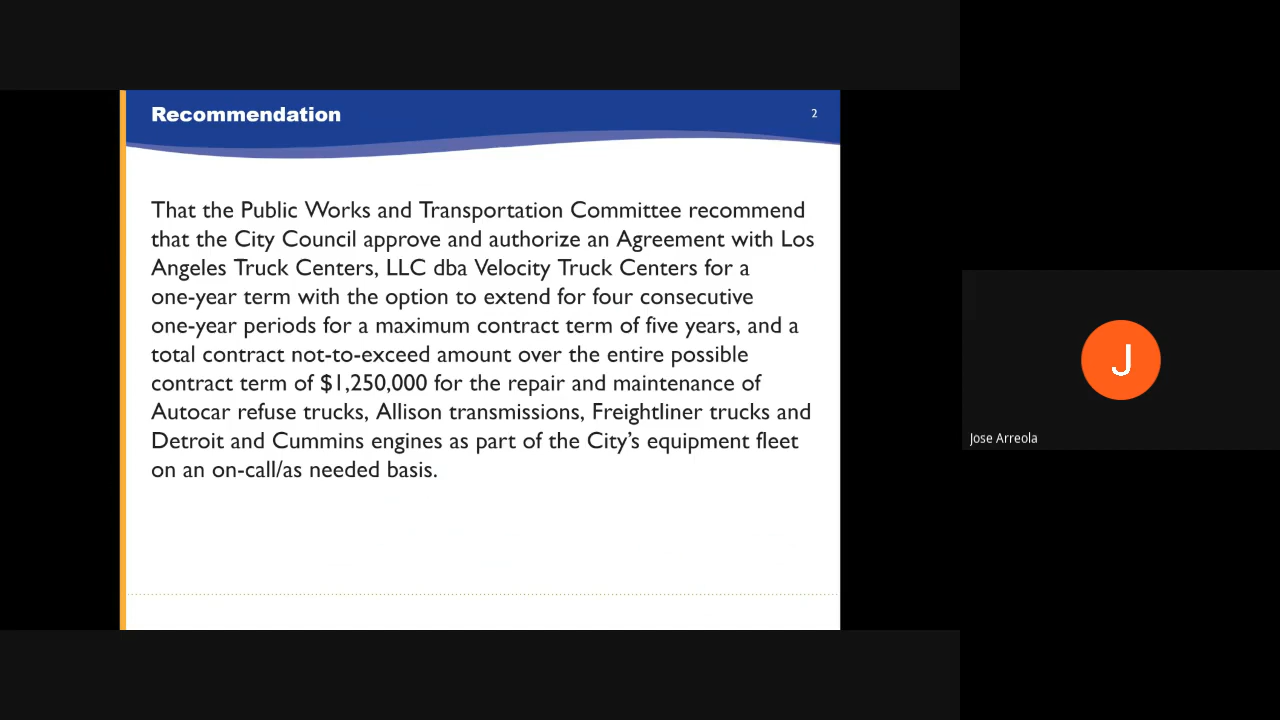 Recommendation
2
That the Public Works and Transportation Committee recommend
that the City Council approve and authorize an Agreement with Los
Angeles Truck Centers, LLC dba Velocity Truck Centers for a
one-year term with the option to extend for four consecutive
one-year periods for a maximum contract term of five years, and a
total contract not-to-exceed amount over the entire possible
contract term of $1,250,000 for the repair and maintenance of
Autocar refuse trucks, Allison transmissions, Freightliner trucks and
Detroit and Cummins engines as part of the City’s equipment fleet
on an on-call/as needed basis.
J
Jose Arreola